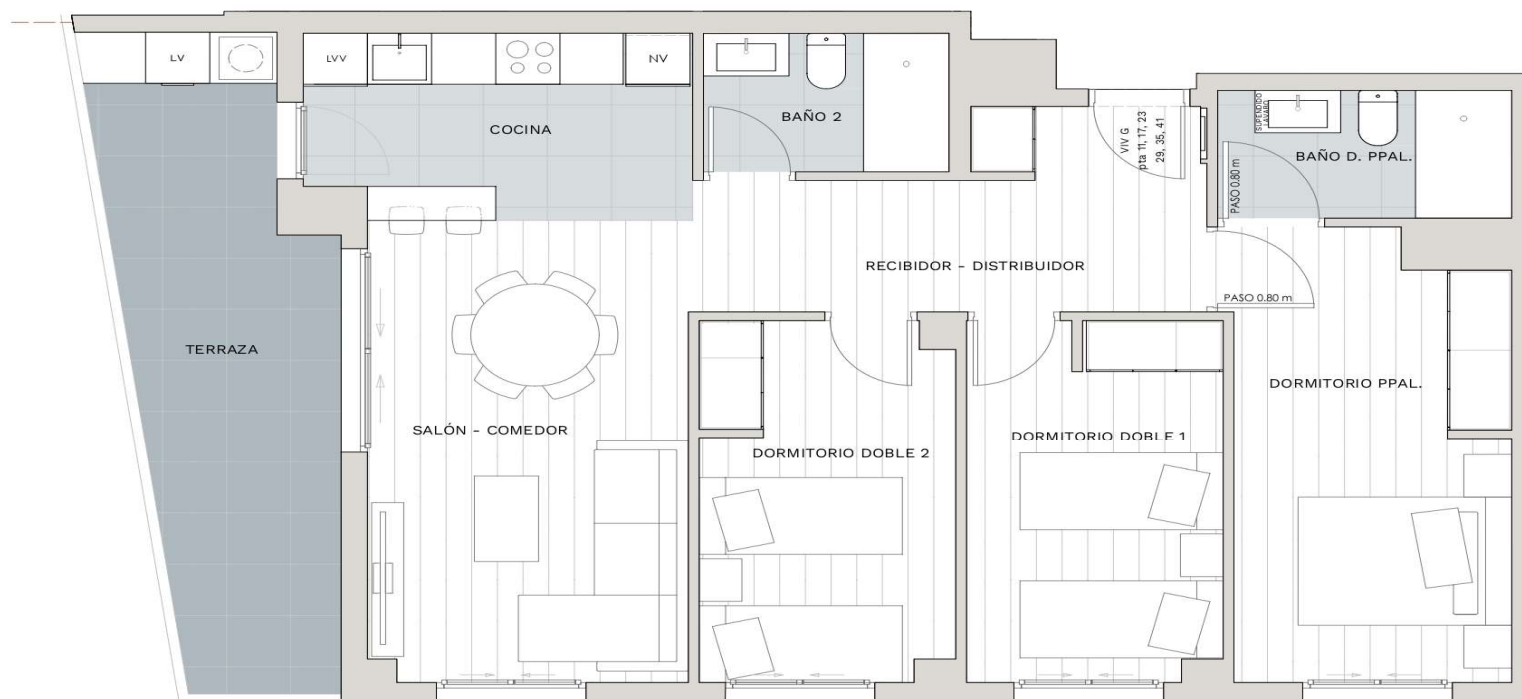 LV
LVV
NV
COCINA
BAÑO 2
VIV G
pta 11, 17, 23
29, 35, 41
SUPENDIDO
LAVABO
BAÑO D. PPAL.
PASO 0.80 m
RECIBIDOR - DISTRIBUIDOR
PASO 0.80 m
TERRAZA
DORMITORIO PPAL.
SALÓN - COMEDOR
DORMITORIO DOBLE 1
DORMITORIO DOBLE 2